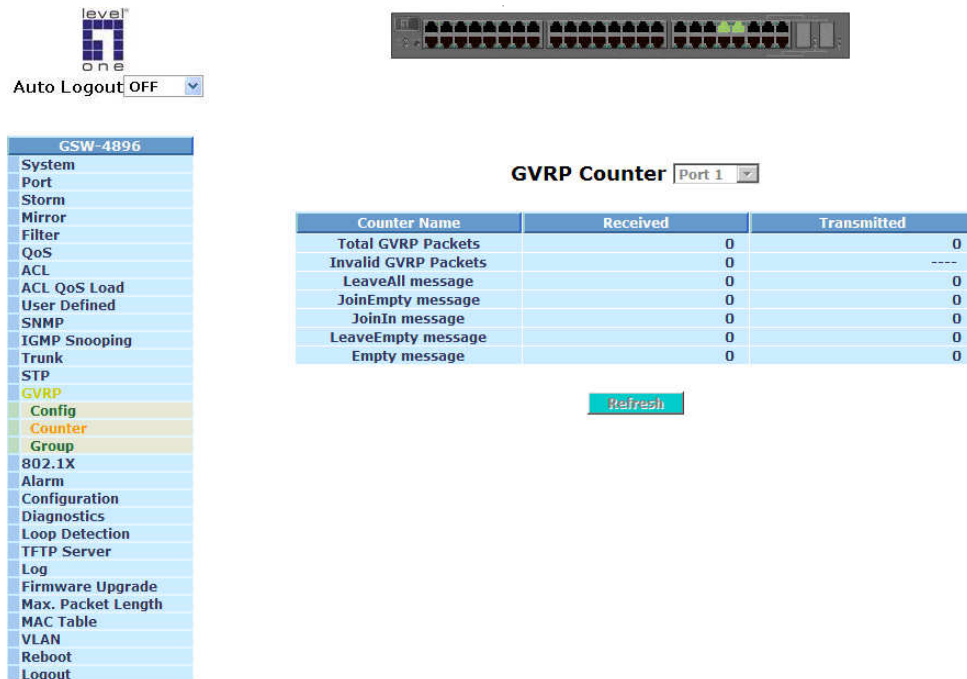 level
one
Auto Logout OFF
GSW-4896
System
Port
Storm
Mirror
Filter
QoS
ACL
ACL QoS Load
User Defined
SNMP
IGMP Snooping
Trunk
STP
GVRP
Config
Counter
Group
802.1X
Alarm
Configuration
Diagnostics
Loop Detection
TFTP Server
Log
Firmware Upgrade
Max. Packet Length
MAC Table
VLAN
Reboot
Logout
GVRP Counter Port 1
Counter Name Received Transmitted
Total GVRP Packets 0 0
Invalid GVRP Packets 0 ----
LeaveAll message 0 0
JoinEmpty message 0 0
JoinIn message 0 0
LeaveEmpty message 0 0
Empty message 0 0
Refresh